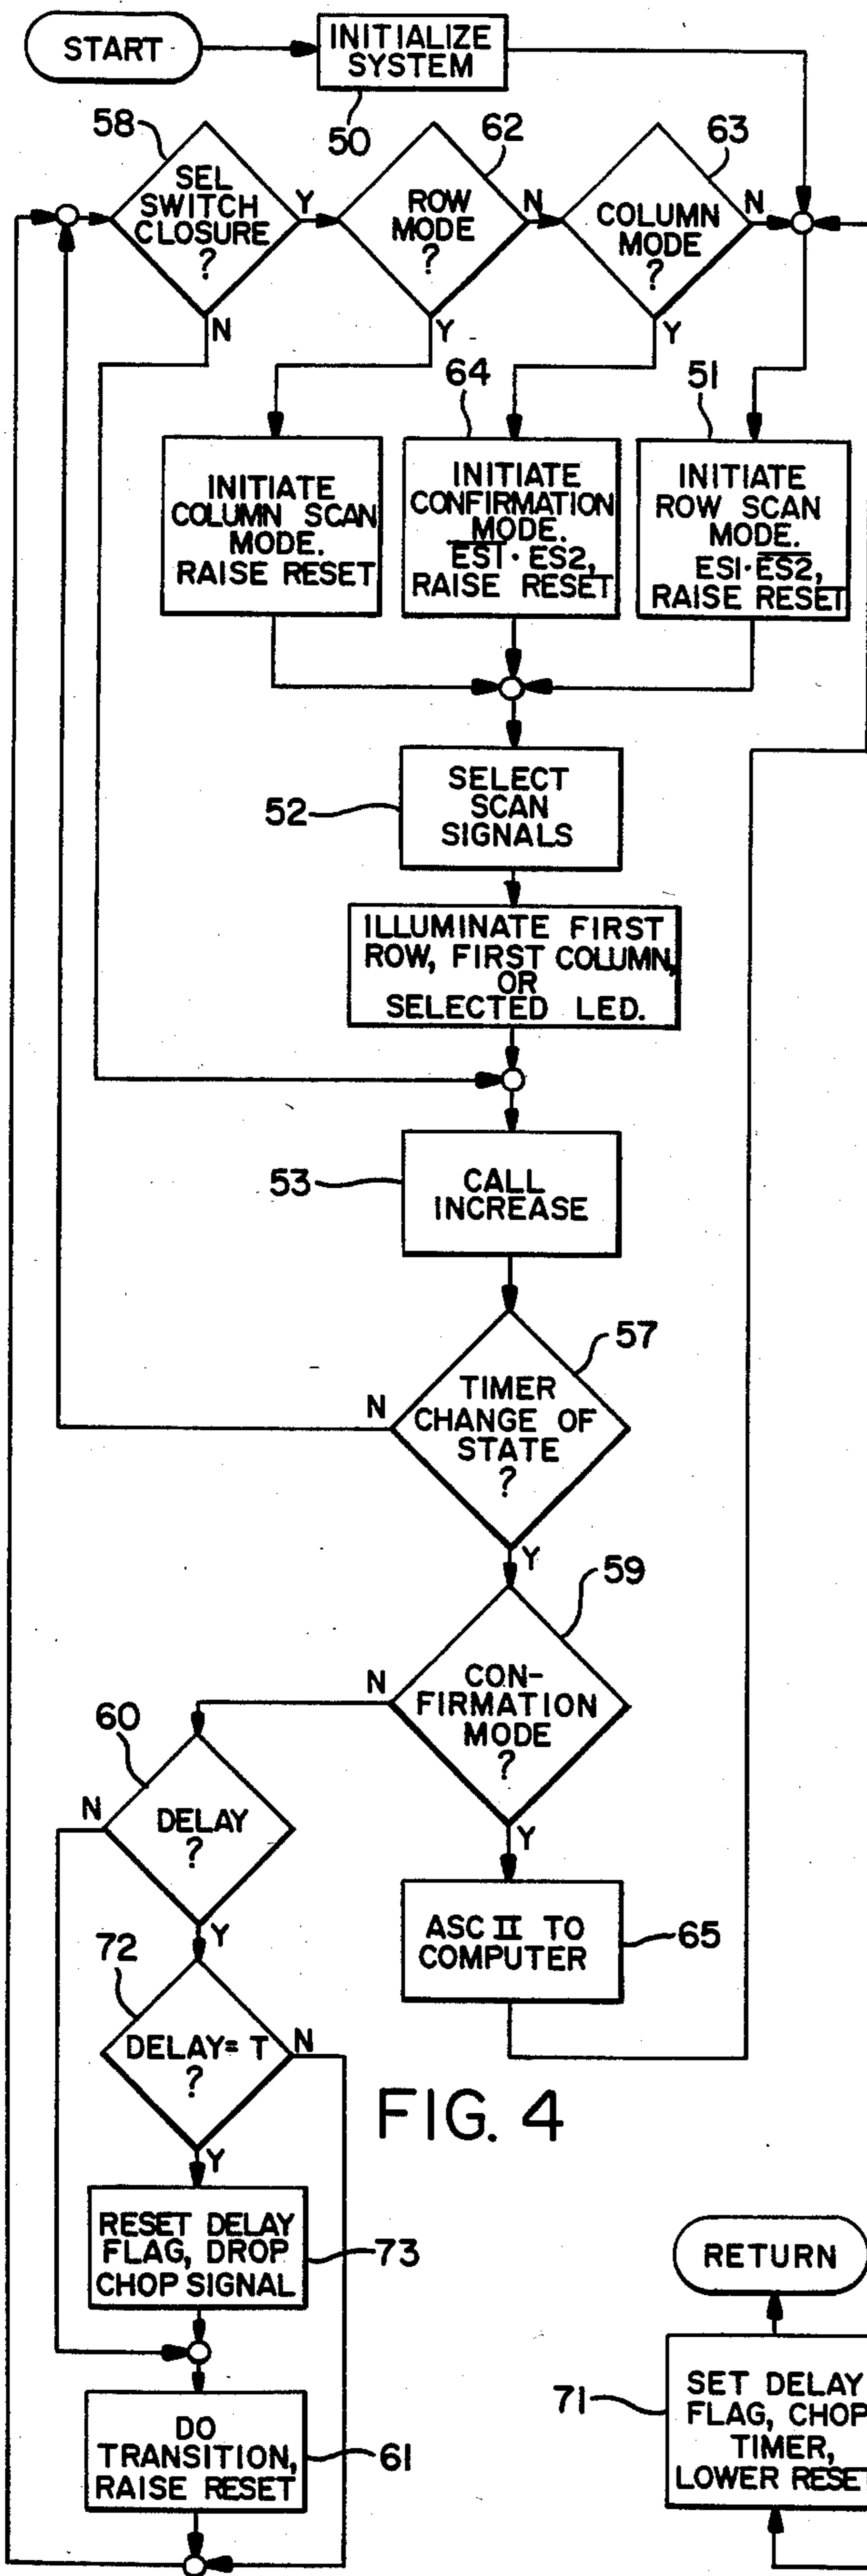 START
INITIALIZE
SYSTEM
50
58
62
63
SEL
SWITCH
CLOSURE
?
Y
N
ROW
MODE
?
N
Y
COLUMN
MODE
?
N
Y
64
51
INITIATE
COLUMN SCAN
MODE.
RAISE RESET
INITIATE
CONFIRMATION
MODE.
E̅S̅1̅ · ES2,
RAISE RESET
INITIATE
ROW SCAN
MODE.
ES1·E̅S̅2̅,
RAISE RESET
52
SELECT
SCAN
SIGNALS
ILLUMINATE FIRST
ROW, FIRST COLUMN,
OR
SELECTED LED.
53
CALL
INCREASE
57
TIMER
CHANGE OF
STATE
?
N
Y
59
CON-
FIRMATION
MODE
?
N
Y
60
DELAY
?
N
Y
ASC II TO
COMPUTER
65
72
DELAY= T
?
N
Y
FIG. 4
RESET DELAY
FLAG, DROP
CHOP SIGNAL
73
DO
TRANSITION,
RAISE RESET
61
RETURN
71
SET DELAY
FLAG, CHOP
TIMER,
LOWER RESET